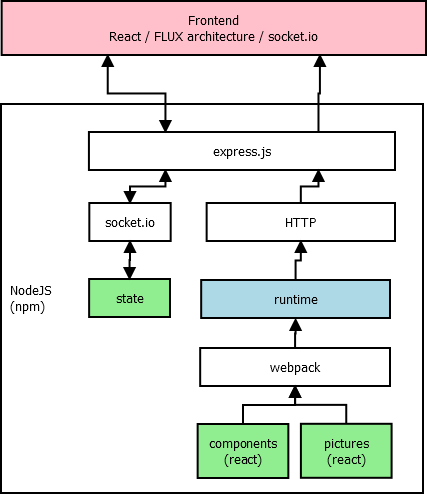 Frontend
React / FLUX architecture / socket.io
express.js
socket.io
HTTP
state
NodeJS
(npm)
runtime
webpack
components
(react)
pictures
(react)